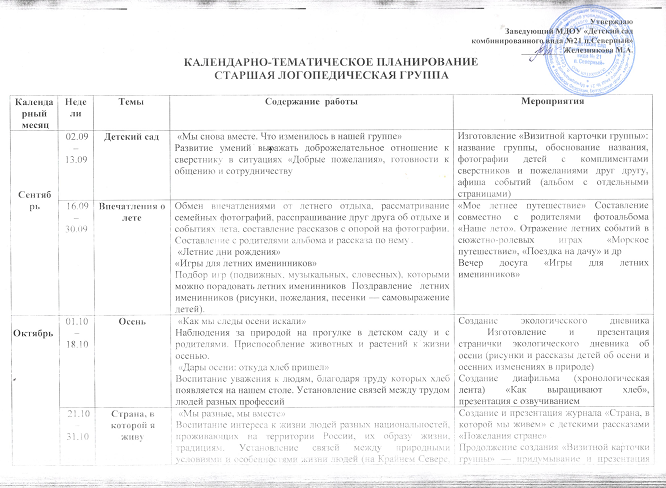 Утверждаю
Заведующий МДОУ «Детский сад
комбинированного вида №21 п.Северный»
Железнякова М.А.
КАЛЕНДАРНО-ТЕМАТИЧЕСКОЕ ПЛАНИРОВАНИЕ
СТАРШАЯ ЛОГОПЕДИЧЕСКАЯ ГРУППА
Календа
рный
месяц
Неде
ли
Темы
Содержание работы
Мероприятия
Сентяб
рь
02.09
–
13.09
Детский сад
«Мы снова вместе. Что изменилось в нашей группе»
Развитие умений выражать доброжелательное отношение к
сверстнику в ситуациях «Добрые пожелания», готовности к
общению и сотрудничеству
Изготовление «Визитной карточки группы»:
название группы, обоснование названия,
фотографии детей с комплиментами
сверстников и пожеланиями друг другу,
афиша событий (альбом с отдельными
страницами)
16.09
–
30.09
Впечатления о
лете
Обмен впечатлениями от летнего отдыха, рассматривание
семейных фотографий, расспрашивание друг друга об отдыхе и
событиях лета, составление рассказов с опорой на фотографии.
Составление с родителями альбома и рассказа по нему .
«Летние дни рождения»
«Игры для летних именинников»
Подбор игр (подвижных, музыкальных, словесных), которыми
можно порадовать летних именинников Поздравление летних
именинников (рисунки, пожелания, песенки — самовыражение
детей).
«Мое летнее путешествие» Составление
совместно с родителями фотоальбома
«Наше лето». Отражение летних событий в
сюжетно-ролевых играх «Морское
путешествие», «Поездка на дачу» и др
Вечер досуга «Игры для летних
именинников»
Октябрь
01.10
–
18.10
Осень
«Как мы следы осени искали»
Наблюдения за природой на прогулке в детском саду и с
родителями. Приспособление животных и растений к жизни
осенью.
«Дары осени: откуда хлеб пришел»
Воспитание уважения к людям, благодаря труду которых хлеб
появляется на нашем столе. Установление связей между трудом
людей разных профессий
Создание экологического дневника
Изготовление и презентация
странички экологического дневника об
осени (рисунки и рассказы детей об осени и
осенних изменениях в природе)
Создание диафильма (хронологическая
лента) «Как выращивают хлеб»,
презентация с озвучиванием
21.10
31.10
Страна, в
которой я
живу
«Мы разные, мы вместе»
Воспитание интереса к жизни людей разных национальностей,
проживающих на территории России, их образу жизни,
традициям. Установление связей между природными
условиями и особенностями жизни людей (на Крайнем Севере,
Создание и презентация журнала «Страна, в
которой мы живем» с детскими рассказами
«Пожелания стране»
Продолжение создания «Визитной карточки
группы» — придумывание и презентация